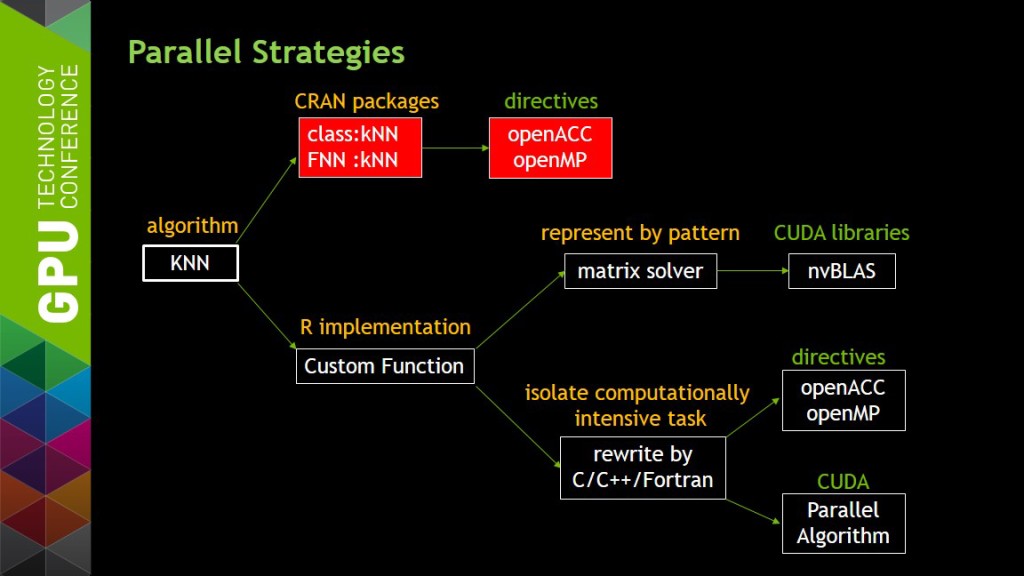 GPU TECHNOLOGY
CONFERENCE
Parallel Strategies
CRAN packages
class:kNN
FNN :kNN
directives
openACC
openMP
algorithm
KNN
represent by pattern
matrix solver
CUDA libraries
nvBLAS
R implementation
Custom Function
isolate computationally
intensive task
rewrite by
C/C++/Fortran
directives
openACC
openMP
CUDA
Parallel
Algorithm